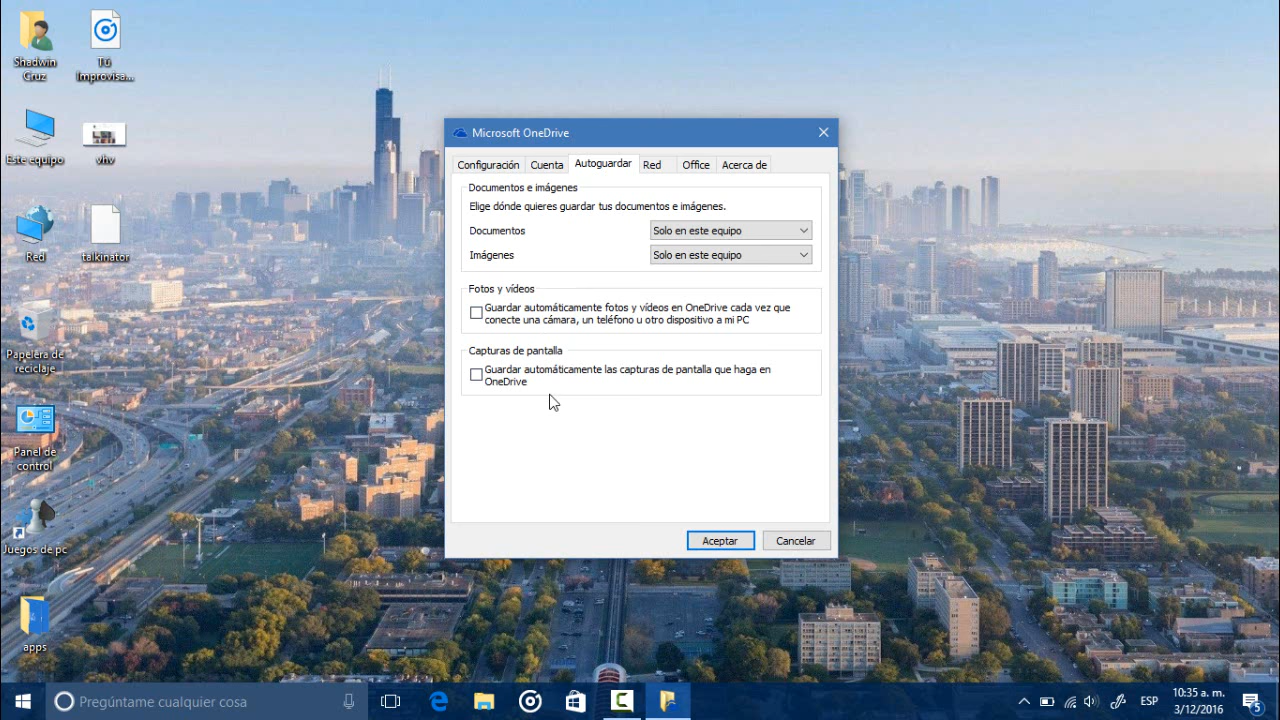 Shadwin
Cruz
Tú
Improvisa...
Este equipo
vhv
Red
talkinator
Papelera de
reciclaje
Panel de
control
Juegos de pc
apps
Microsoft OneDrive
Configuración
Cuenta
Autoguardar
Red
Office
Acerca de
Documentos e imágenes
Elige dónde quieres guardar tus documentos e imágenes.
Documentos
Solo en este equipo
Imágenes
Solo en este equipo
Fotos y vídeos
Guardar automáticamente fotos y vídeos en OneDrive cada vez que
conecte una cámara, un teléfono u otro dispositivo a mi PC
Capturas de pantalla
Guardar automáticamente las capturas de pantalla que haga en
OneDrive
Aceptar
Cancelar
Pregúntame cualquier cosa
ESP
10:35 a. m.
3/12/2016
5